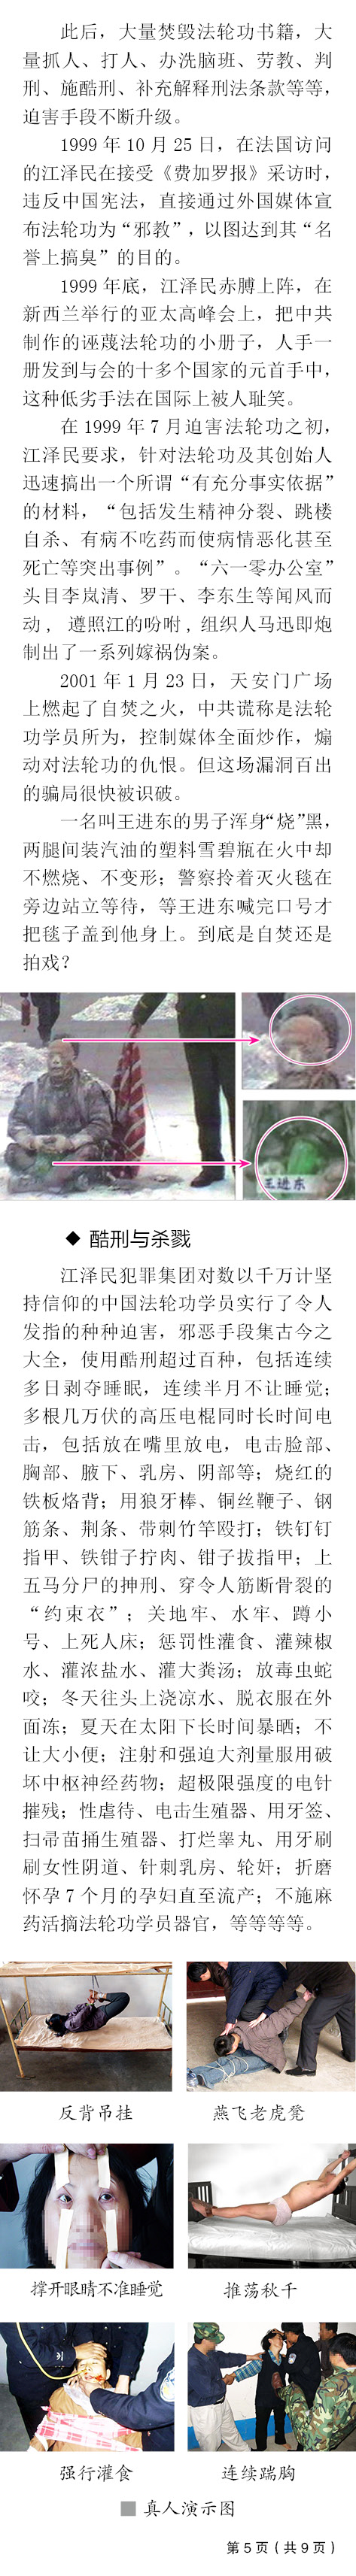 此后，大量焚毁法轮功书籍，大
量抓人、打人、办洗脑班、劳教、判
刑、施酷刑、补充解释刑法条款等等，
迫害手段不断升级。
1999 年 10 月 25 日，在法国访问
的江泽民在接受《费加罗报》采访时，
违反中国宪法，直接通过外国媒体宣
布法轮功为“邪教”，以图达到其“名
誉上搞臭”的目的。
1999 年底，江泽民赤膊上阵，在
新西兰举行的亚太高峰会上，把中共
制作的诬蔑法轮功的小册子，人手一
册发到与会的十多个国家的元首手中，
这种低劣手法在国际上被人耻笑。
在 1999 年 7 月迫害法轮功之初，
江泽民要求，针对法轮功及其创始人
迅速搞出一个所谓“有充分事实依据”
的材料，“包括发生精神分裂、跳楼
自杀、有病不吃药而使病情恶化甚至
死亡等突出事例”。“六一零办公室”
头目李岚清、罗干、李东生等闻风而
动，遵照江的吩咐，组织人马迅即炮
制出了一系列嫁祸伪案。
2001 年 1 月 23 日，天安门广场
上燃起了自焚之火，中共谎称是法轮
功学员所为，控制媒体全面炒作，煽
动对法轮功的仇恨。但这场漏洞百出
的骗局很快被识破。
一名叫王进东的男子浑身“烧”黑，
两腿间装汽油的塑料雪碧瓶在火中却
不燃烧、不变形；警察拎着灭火毯在
旁边站立等待，等王进东喊完口号才
把毯子盖到他身上。到底是自焚还是
拍戏？
王进东
◆ 酷刑与杀戮
江泽民犯罪集团对数以千万计坚
持信仰的中国法轮功学员实行了令人
发指的种种迫害，邪恶手段集古今之
大全，使用酷刑超过百种，包括连续
多日剥夺睡眠，连续半月不让睡觉；
多根几万伏的高压电棍同时长时间电
击，包括放在嘴里放电，电击脸部、
胸部、腋下、乳房、阴部等；烧红的
铁板烙背；用狼牙棒、铜丝鞭子、钢
筋条、荆条、带刺竹竿殴打；铁钉钉
指甲、铁钳子拧肉、钳子拔指甲；上
五马分尸的抻刑、穿令人筋断骨裂的
“约束衣”；关地牢、水牢、蹲小
号、上死人床；惩罚性灌食、灌辣椒
水、灌浓盐水、灌大粪汤；放毒虫蛇
咬；冬天往头上浇凉水、脱衣服在外
面冻；夏天在太阳下长时间暴晒；不
让大小便；注射和强迫大剂量服用破
坏中枢神经药物；超极限强度的电针
摧残；性虐待、电击生殖器、用牙签、
扫帚苗捅生殖器、打烂睾丸、用牙刷
刷女性阴道、针刺乳房、轮奸；折磨
怀孕 7 个月的孕妇直至流产；不施麻
药活摘法轮功学员器官，等等等等。
反背吊挂
燕飞老虎凳
撑开眼睛不准睡觉
推荡秋千
强行灌食
连续踹胸
真人演示图
第 5 页 ( 共 9 页 )